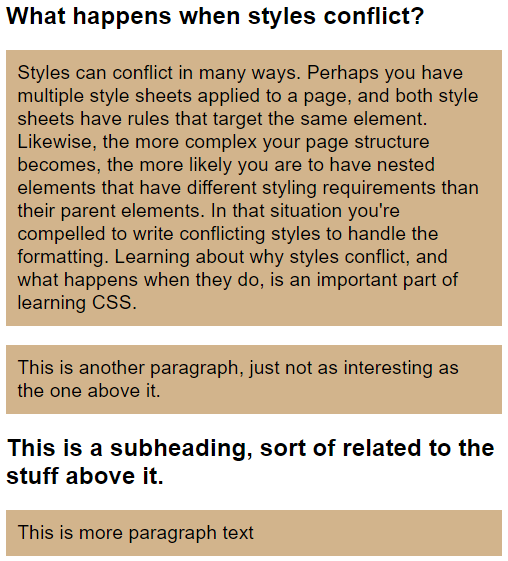 What happens when styles conflict?
Styles can conflict in many ways. Perhaps you have
multiple style sheets applied to a page, and both style
sheets have rules that target the same element.
Likewise, the more complex your page structure
becomes, the more likely you are to have nested
elements that have different styling requirements than
their parent elements. In that situation you're
compelled to write conflicting styles to handle the
formatting. Learning about why styles conflict, and
what happens when they do, is an important part of
learning CSS.
This is another paragraph, just not as interesting as
the one above it.
This is a subheading, sort of related to the
stuff above it.
This is more paragraph text